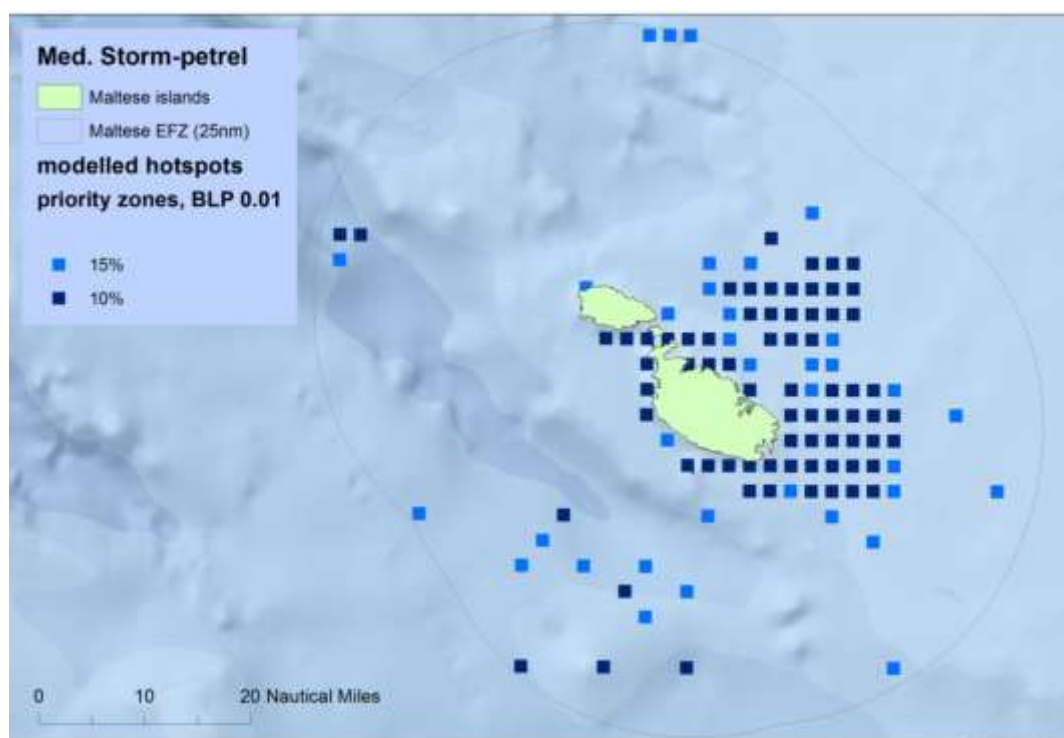 Med. Storm-petrel
Maltese islands
Maltese EFZ (25nm)
modelled hotspots
priority zones, BLP 0.01
15%
10%
0 10 20 Nautical Miles